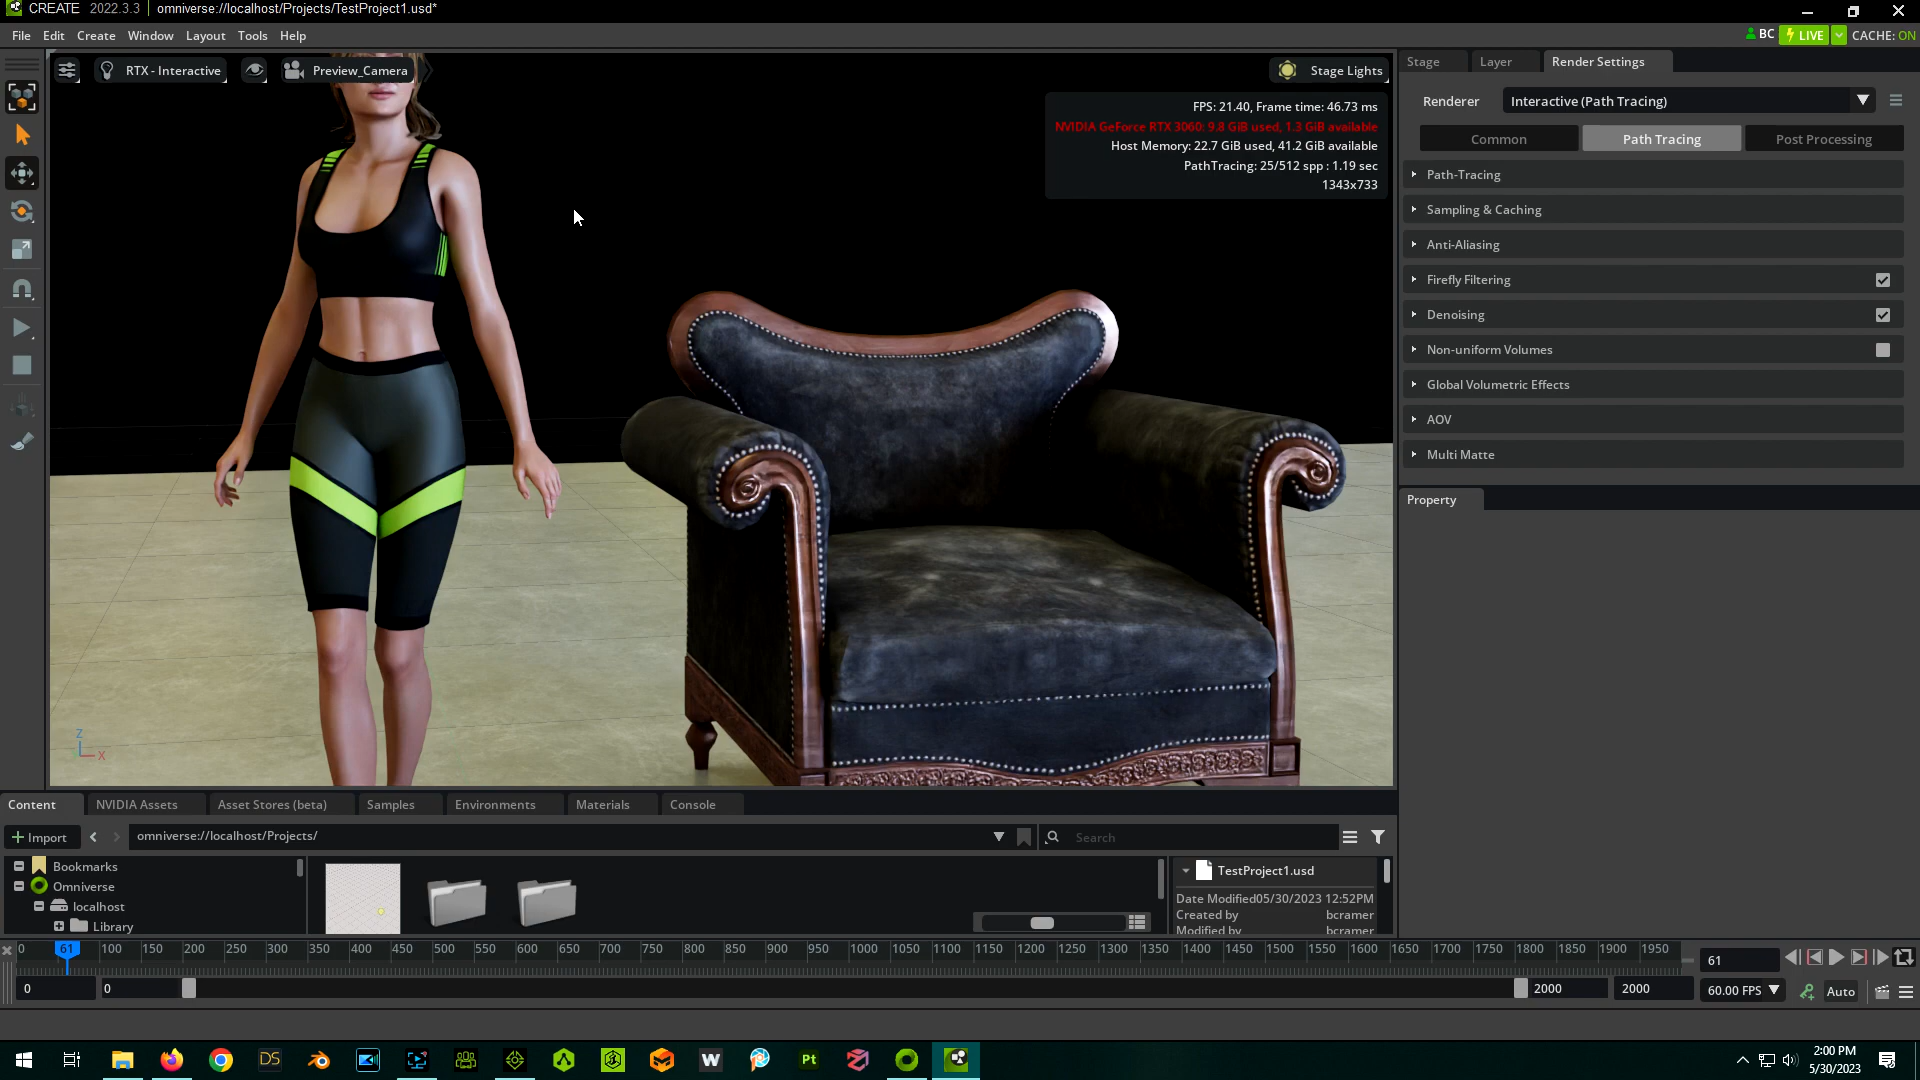 CREATE 2022.3.3 | omniverse://localhost/Projects/TestProject1.usd*
File Edit Create Window Layout Tools Help
BC LIVE CACHE: ON
RTX - Interactive Preview_Camera Stage Lights
FPS: 21.40, Frame time: 46.73 ms
NVIDIA GeForce RTX 3060: 9.8 GiB used, 1.3 GiB available
Host Memory: 22.7 GiB used, 41.2 GiB available
PathTracing: 25/512 spp : 1.19 sec
1343x733
Z
X
Stage Layer Render Settings
Renderer Interactive (Path Tracing)
Common Path Tracing Post Processing
Path-Tracing
Sampling & Caching
Anti-Aliasing
Firefly Filtering
Denoising
Non-uniform Volumes
Global Volumetric Effects
AOV
Multi Matte
Property
Content NVIDIA Assets Asset Stores (beta) Samples Environments Materials Console
+ Import omniverse://localhost/Projects/ Search
Bookmarks
Omniverse
localhost
Library
TestProject1.usd
Date Modified 05/30/2023 12:52PM
Created by bcramer
Modified by bcramer
0 61 100 150 200 250 300 350 400 450 500 550 600 650 700 750 800 850 900 950 1000 1050 1100 1150 1200 1250 1300 1350 1400 1450 1500 1550 1600 1650 1700 1750 1800 1850 1900 1950 61
0 0 2000 2000 60.00 FPS Auto
DS W Pt
2:00 PM
5/30/2023